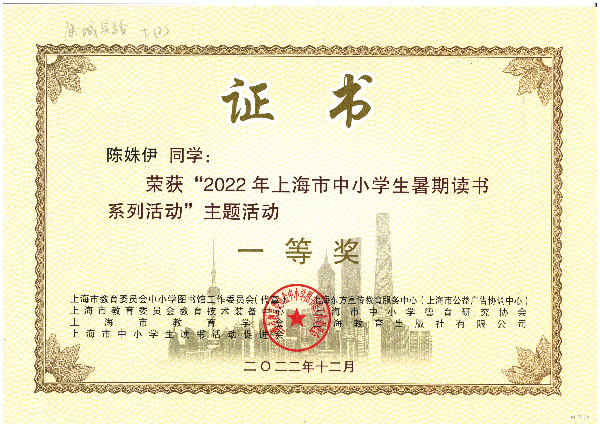 证 书
陈姝伊 同学：
荣获“2022年上海市中小学生暑期读书
系列活动”主题活动
一等奖
上海市教育委员会中小学图书馆工作委员会(代章) 上海东方宣传教育服务中心（上海市公益广告协调中心）
上海市教育委员会教育技术装备中心 上海市中小学德育研究协会
上海市教育学会 上海教育出版社有限公司
上海市中小学生读书活动促进会
二〇二二年十二月